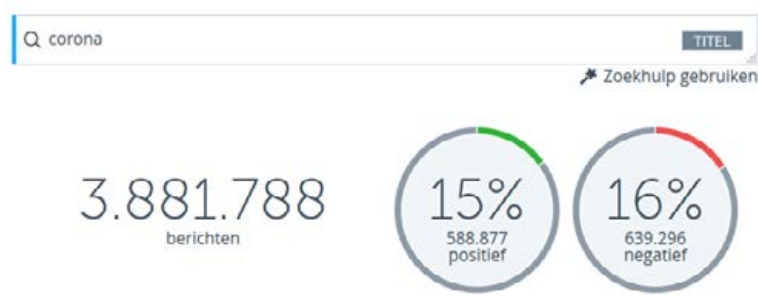 corona
TITEL
Zoekhulp gebruiken
3.881.788
berichten
15%
588.877
positief
16%
639.296
negatief